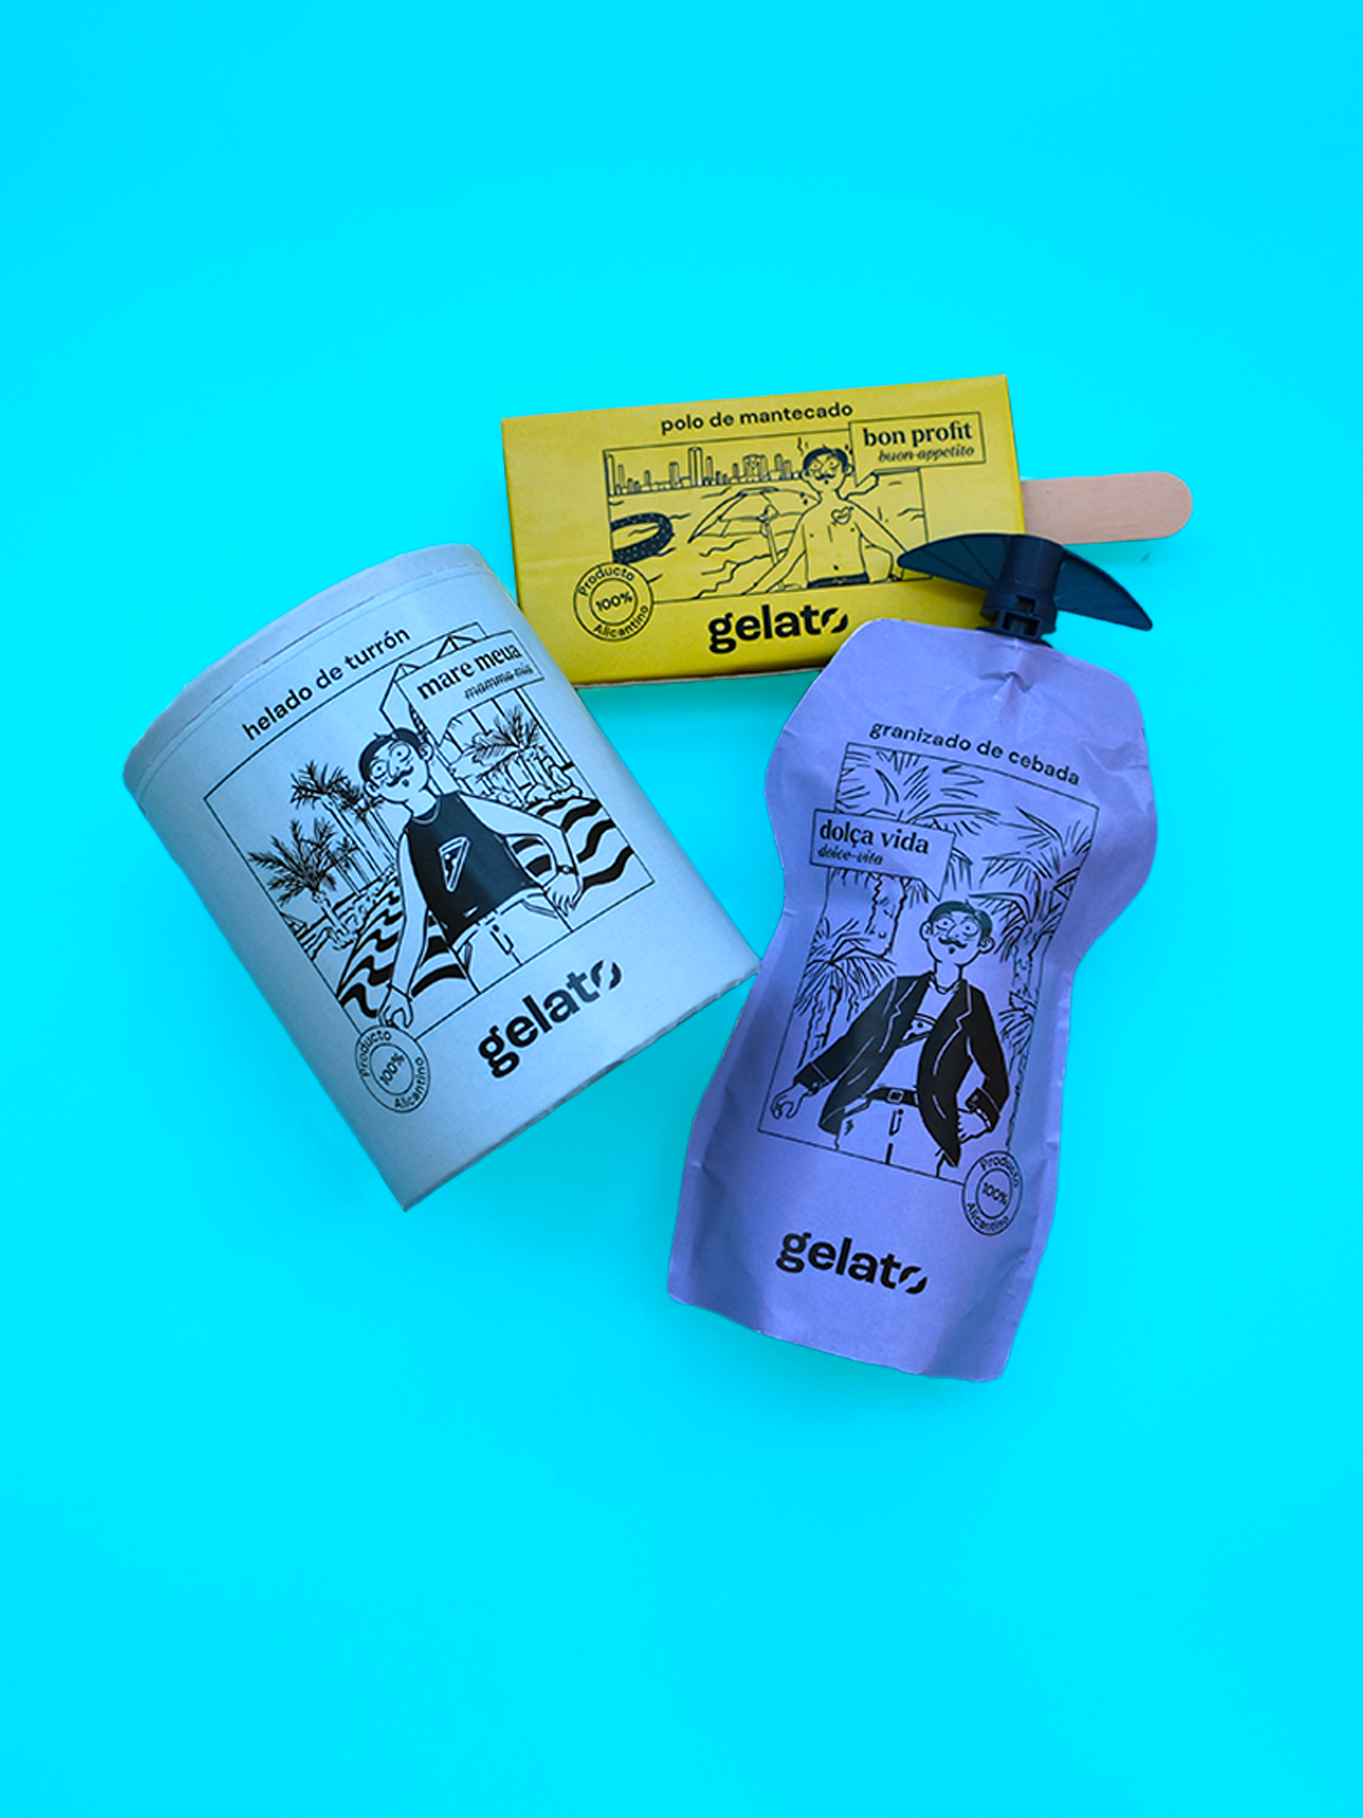 polo de mantecado
bon profit
buon appetito
Producto
100%
Alicantino
gelato
helado de turrón
mare meua
mamma mia
gelato
Producto
100%
Alicantino
granizado de cebada
dolça vida
dolce vita
Producto
100%
Alicantino
gelato